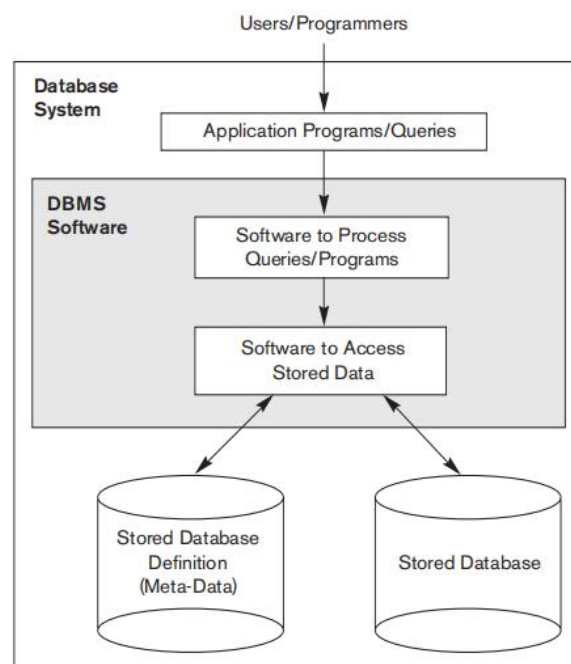 Users/Programmers
Database
System
Application Programs/Queries
DBMS
Software
Software to Process
Queries/Programs
Software to Access
Stored Data
Stored Database
Definition
(Meta-Data)
Stored Database